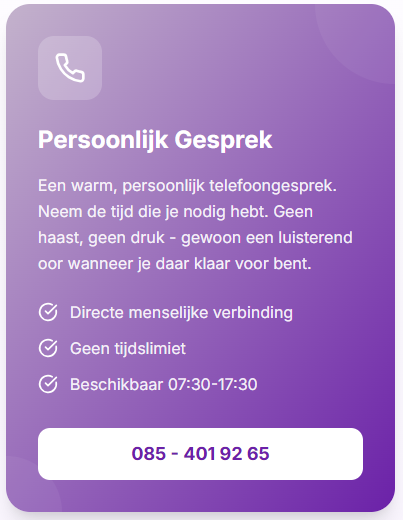 Persoonlijk Gesprek
Een warm, persoonlijk telefoongesprek.
Neem de tijd die je nodig hebt. Geen
haast, geen druk - gewoon een luisterend
oor wanneer je daar klaar voor bent.
Directe menselijke verbinding
Geen tijdslimiet
Beschikbaar 07:30-17:30
085 - 401 92 65